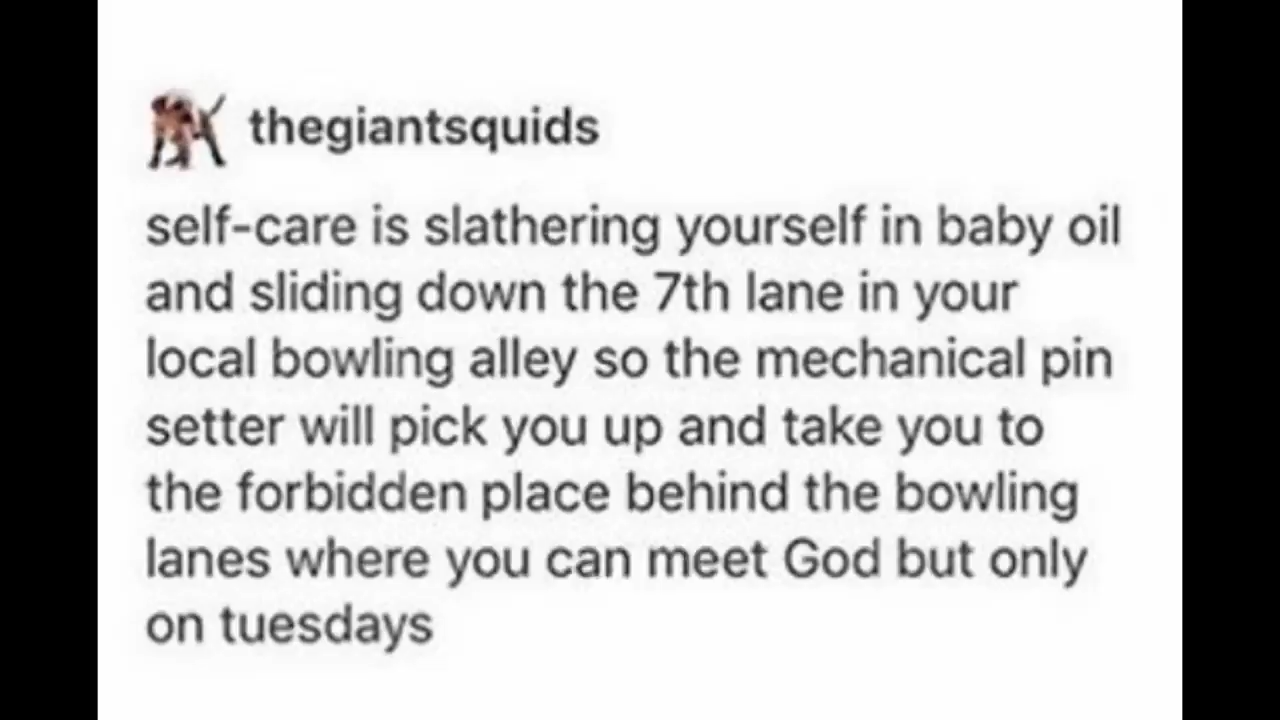 thegiantsquids
self-care is slathering yourself in baby oil
and sliding down the 7th lane in your
local bowling alley so the mechanical pin
setter will pick you up and take you to
the forbidden place behind the bowling
lanes where you can meet God but only
on tuesdays